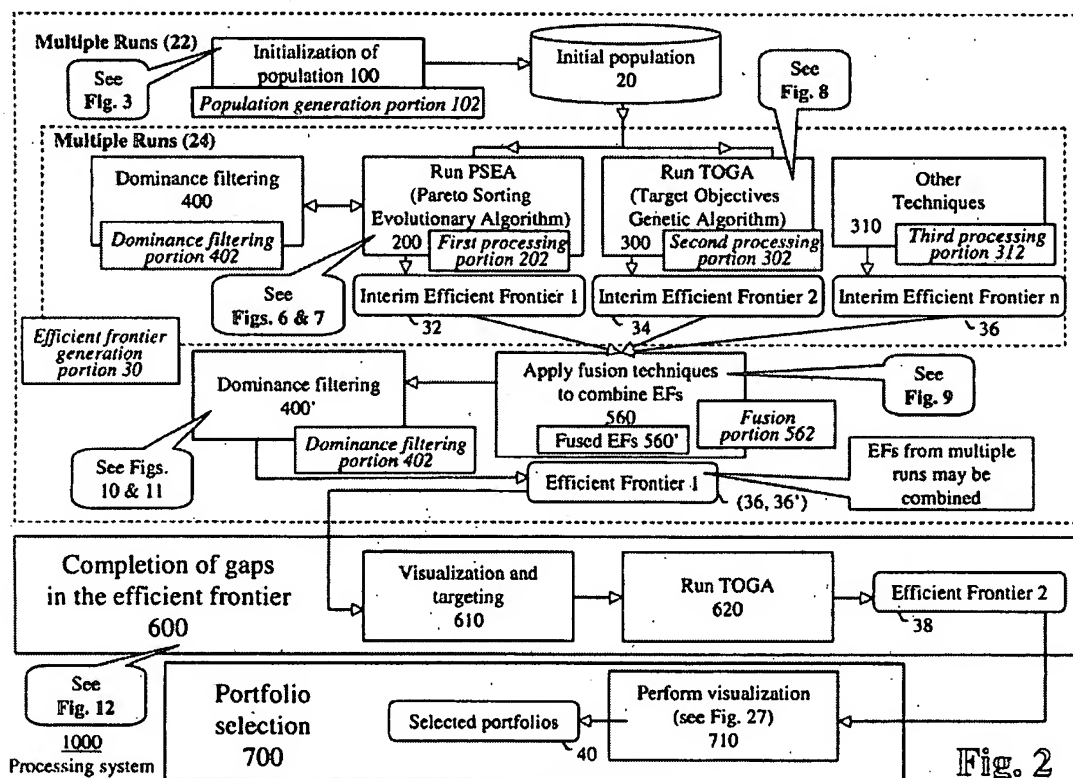 Multiple Runs (22)
See
Fig. 3
Initialization of
population 100
Population generation portion 102
Initial population
20
See
Fig. 8
Multiple Runs (24)
Dominance filtering
400
Dominance filtering
portion 402
Run PSEA
(Pareto Sorting
Evolutionary Algorithm)
200
First processing
portion 202
Run TOGA
(Target Objectives
Genetic Algorithm)
300
Second processing
portion 302
Other
Techniques
310
Third processing
portion 312
See
Figs. 6 & 7
Interim Efficient Frontier 1
32
Interim Efficient Frontier 2
34
Interim Efficient Frontier n
36
Efficient frontier
generation
portion 30
Dominance filtering
400'
Dominance filtering
portion 402
See Figs.
10 & 11
Apply fusion techniques
to combine EFs
560
Fused EFs 560'
Fusion
portion 562
See
Fig. 9
Efficient Frontier 1
(36, 36')
EFs from multiple
runs may be
combined
Completion of gaps
in the efficient frontier
600
Visualization and
targeting
610
Run TOGA
620
Efficient Frontier 2
38
See
Fig. 12
Portfolio
selection
700
Selected portfolios
40
Perform visualization
(see Fig. 27)
710
1000
Processing system
Fig. 2